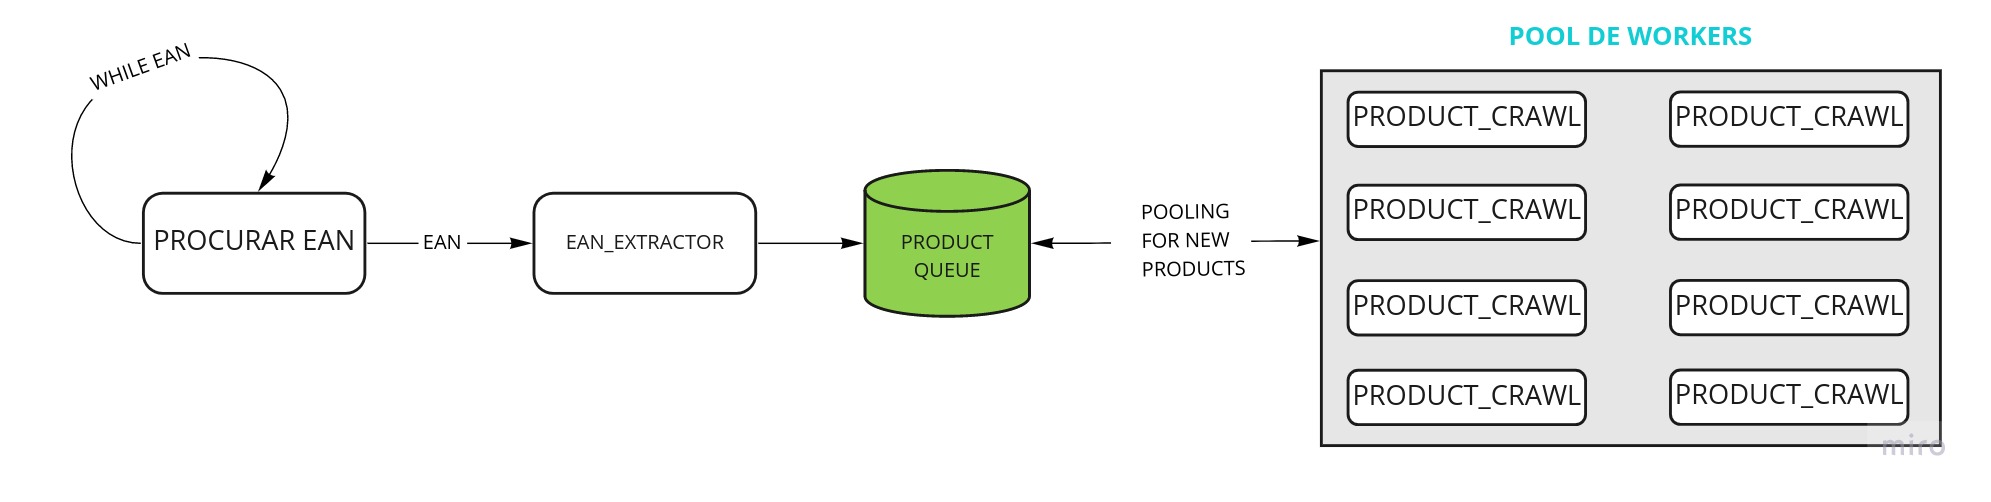 POOL DE WORKERS
WHILE EAN
PROCURAR EAN
EAN
EAN_EXTRACTOR
PRODUCT
QUEUE
POOLING
FOR NEW
PRODUCTS
PRODUCT_CRAWL
PRODUCT_CRAWL
PRODUCT_CRAWL
PRODUCT_CRAWL
PRODUCT_CRAWL
PRODUCT_CRAWL
PRODUCT_CRAWL
PRODUCT_CRAWL
miro